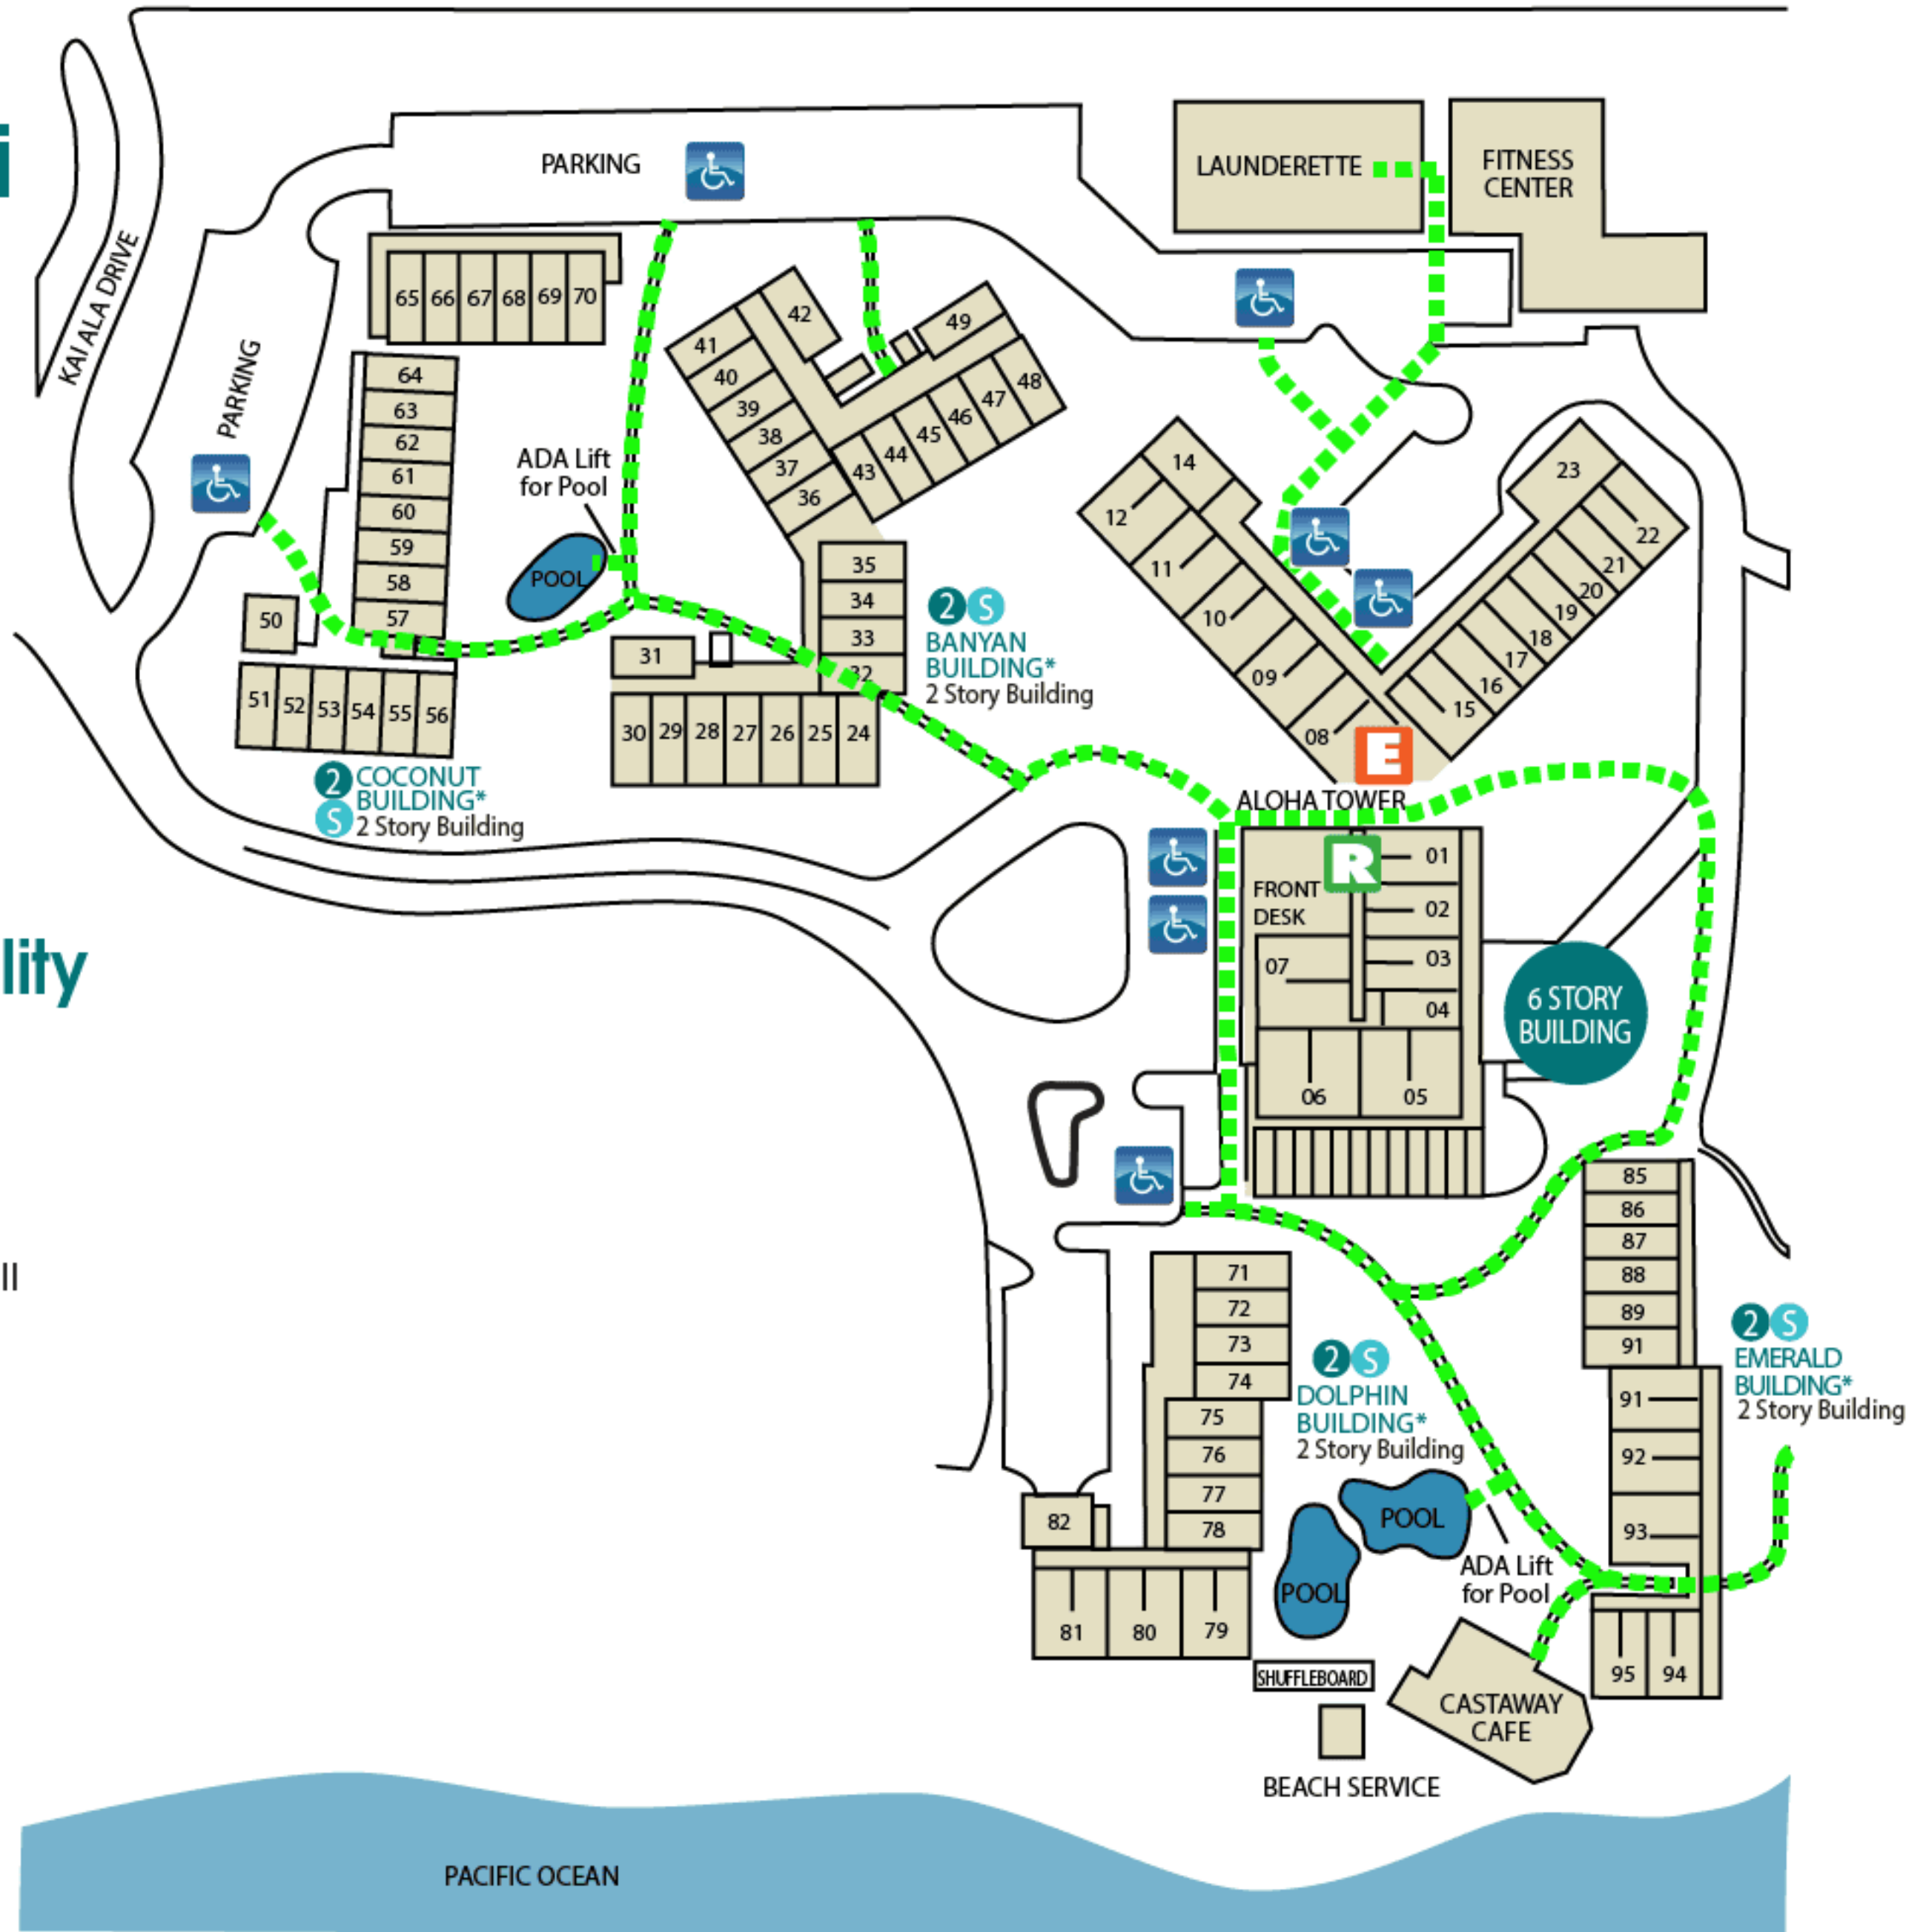 i
KAI ALA DRIVE
PARKING
PARKING
LAUNDERETTE
FITNESS
CENTER
65 66 67 68 69 70
64
63
62
61
60
59
58
57
50
51 52 53 54 55 56
2 COCONUT
BUILDING*
S 2 Story Building
ADA Lift
for Pool
POOL
42
41
40
39
38
37
36
49
48
47
46
45
44
43
35
34
33
32
31
30 29 28 27 26 25 24
2 S
BANYAN
BUILDING*
2 Story Building
14
12
11
10
09
08
23
22
21
20
19
18
17
16
15
E
ALOHA TOWER
R
FRONT
DESK
01
02
03
04
07
06 05
6 STORY
BUILDING
lity
ll
71
72
73
74
75
76
77
78
82
81 80 79
2 S
DOLPHIN
BUILDING*
2 Story Building
POOL
POOL
ADA Lift
for Pool
85
86
87
88
89
91
91
92
93
95 94
2 S
EMERALD
BUILDING*
2 Story Building
SHUFFLEBOARD
CASTAWAY
CAFE
BEACH SERVICE
PACIFIC OCEAN